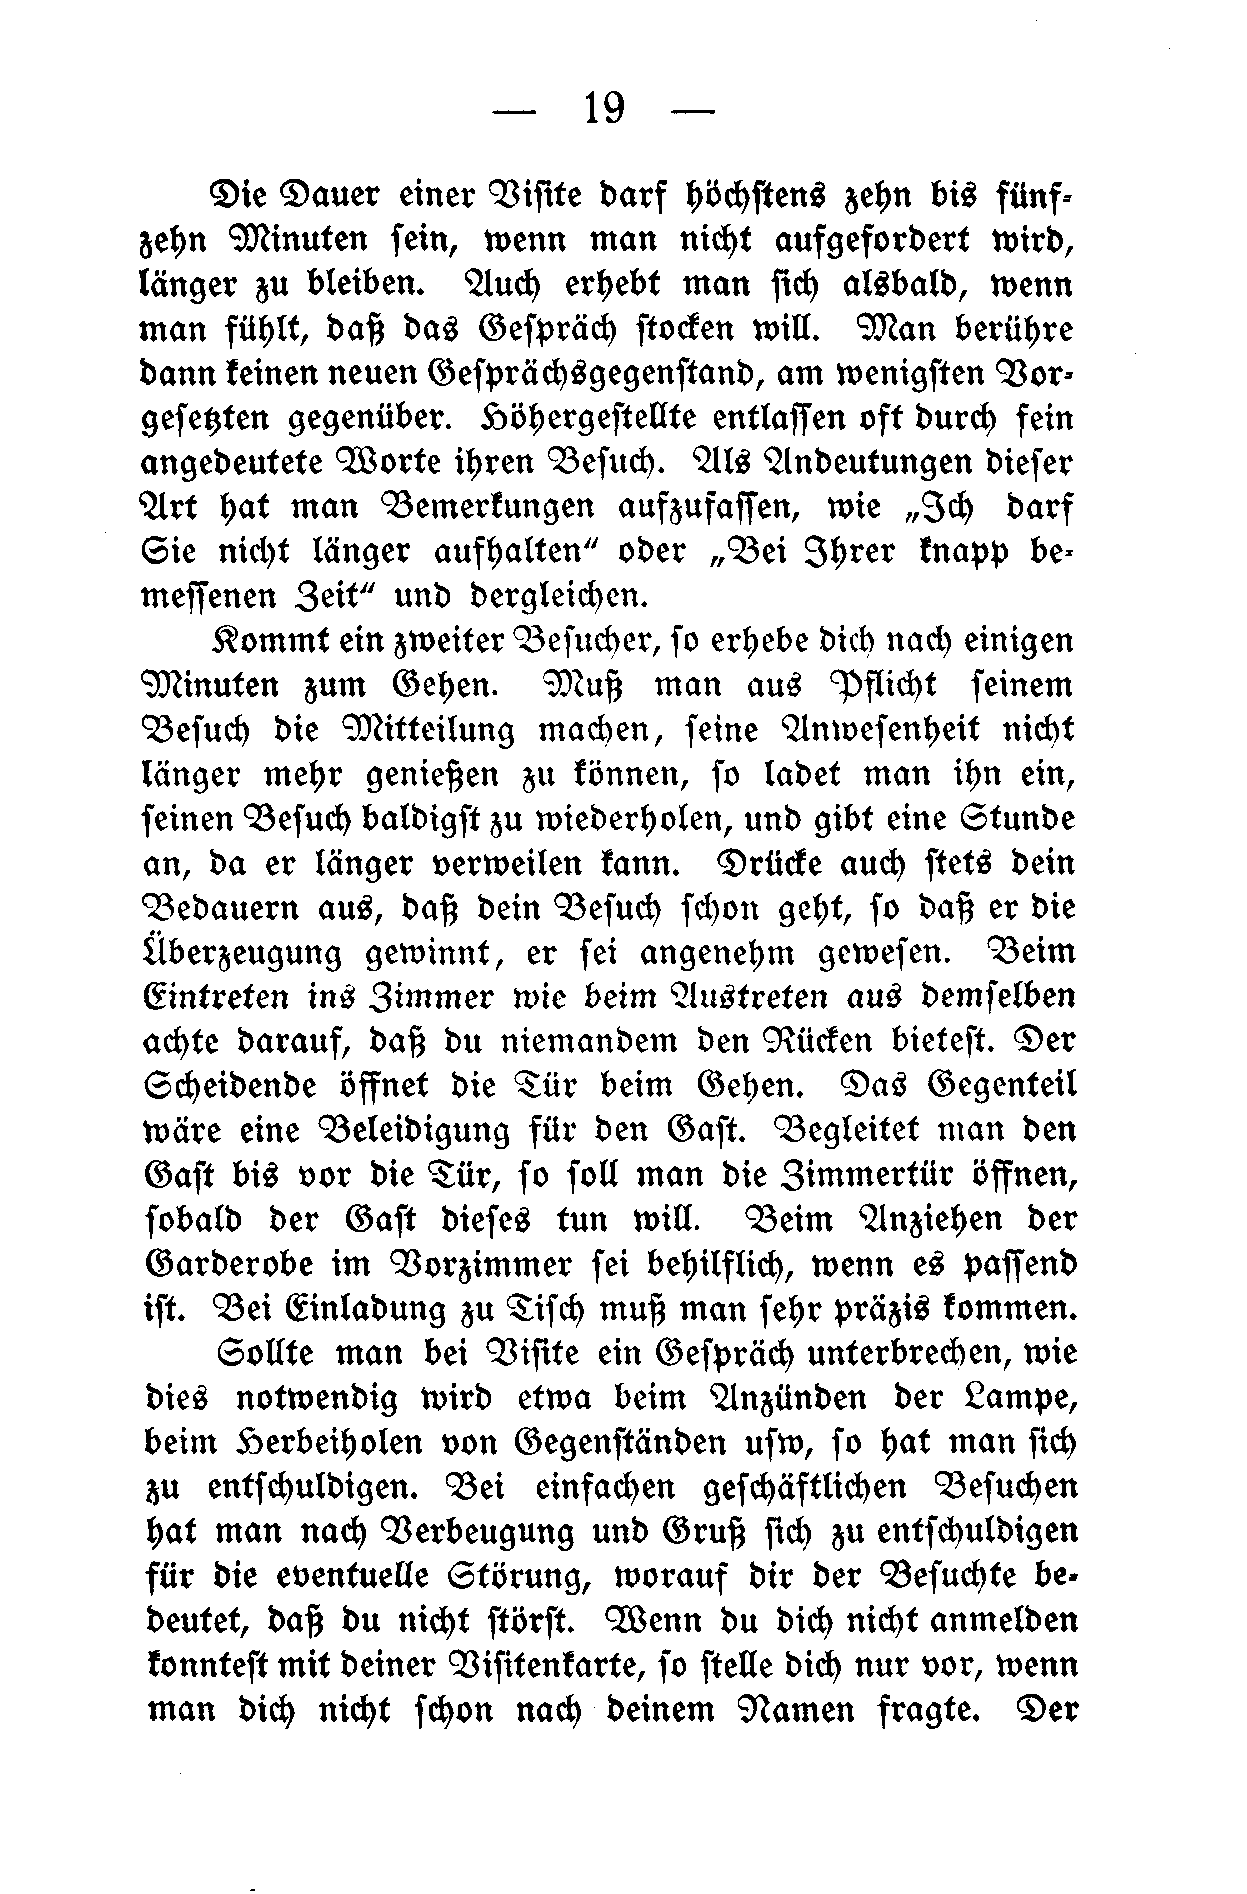 — 19 —
Die Dauer einer Viſite darf höchſtens zehn bis fünf-
zehn Minuten ſein, wenn man nicht aufgefordert wird,
länger zu bleiben. Auch erhebt man ſich alsbald, wenn
man fühlt, daß das Geſpräch ſtocken will. Man berühre
dann keinen neuen Geſprächsgegenſtand, am wenigſten Vor-
geſetzten gegenüber. Höhergeſtellte entlaſſen oft durch fein
angedeutete Worte ihren Beſuch. Als Andeutungen dieſer
Art hat man Bemerkungen aufzufaſſen, wie „Ich darf
Sie nicht länger aufhalten" oder „Bei Ihrer knapp be-
meſſenen Zeit" und dergleichen.
Kommt ein zweiter Beſucher, ſo erhebe dich nach einigen
Minuten zum Gehen. Muß man aus Pflicht ſeinem
Beſuch die Mitteilung machen, ſeine Anweſenheit nicht
länger mehr genießen zu können, ſo ladet man ihn ein,
ſeinen Beſuch baldigſt zu wiederholen, und gibt eine Stunde
an, da er länger verweilen kann. Drücke auch ſtets dein
Bedauern aus, daß dein Beſuch ſchon geht, ſo daß er die
Überzeugung gewinnt, er ſei angenehm geweſen. Beim
Eintreten ins Zimmer wie beim Austreten aus demſelben
achte darauf, daß du niemandem den Rücken bieteſt. Der
Scheidende öffnet die Tür beim Gehen. Das Gegenteil
wäre eine Beleidigung für den Gaſt. Begleitet man den
Gaſt bis vor die Tür, ſo ſoll man die Zimmertür öffnen,
ſobald der Gaſt dieſes tun will. Beim Anziehen der
Garderobe im Vorzimmer ſei behilflich, wenn es paſſend
iſt. Bei Einladung zu Tiſch muß man ſehr präzis kommen.
Sollte man bei Viſite ein Geſpräch unterbrechen, wie
dies notwendig wird etwa beim Anzünden der Lampe,
beim Herbeiholen von Gegenſtänden uſw, ſo hat man ſich
zu entſchuldigen. Bei einfachen geſchäftlichen Beſuchen
hat man nach Verbeugung und Gruß ſich zu entſchuldigen
für die eventuelle Störung, worauf dir der Beſuchte be-
deutet, daß du nicht ſtörſt. Wenn du dich nicht anmelden
konnteſt mit deiner Viſitenkarte, ſo ſtelle dich nur vor, wenn
man dich nicht ſchon nach deinem Namen fragte. Der